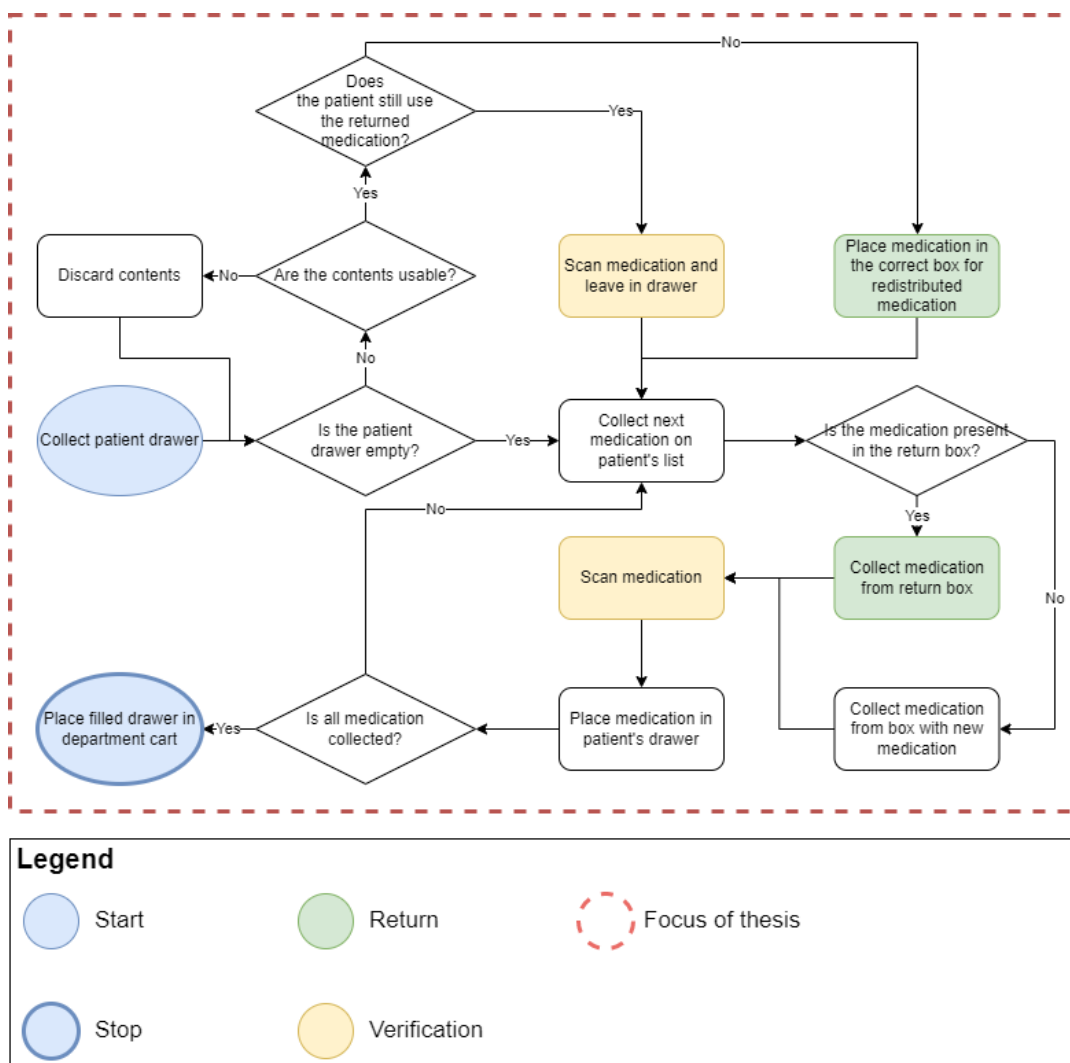 No
Does
the patient still use
the returned
medication?
Yes
Yes
Discard contents
No
Are the contents usable?
Scan medication and
leave in drawer
Place medication in
the correct box for
redistributed
medication
No
Collect patient drawer
Is the patient
drawer empty?
Yes
Collect next
medication on
patient's list
Is the medication present
in the return box?
No
Yes
Scan medication
Collect medication
from return box
No
Place filled drawer in
department cart
Yes
Is all medication
collected?
Place medication in
patient's drawer
Collect medication
from box with new
medication
Legend
Start
Return
Focus of thesis
Stop
Verification